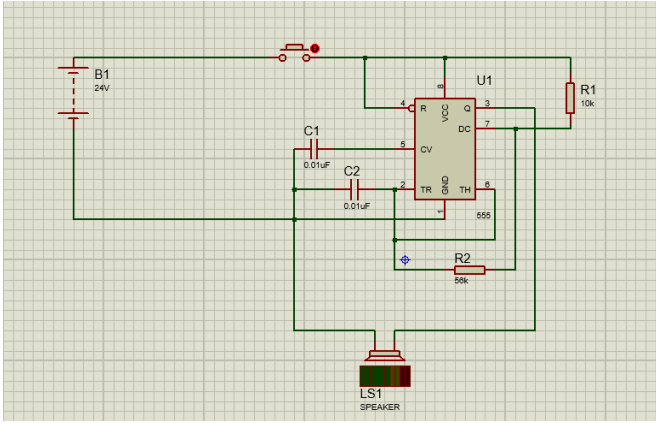 B1
24V
U1
R1
10k
4
R
8
VCC
Q
3
DC
7
C1
0.01uF
5
CV
C2
0.01uF
2
TR
GND
1
TH
6
555
R2
56k
LS1
SPEAKER